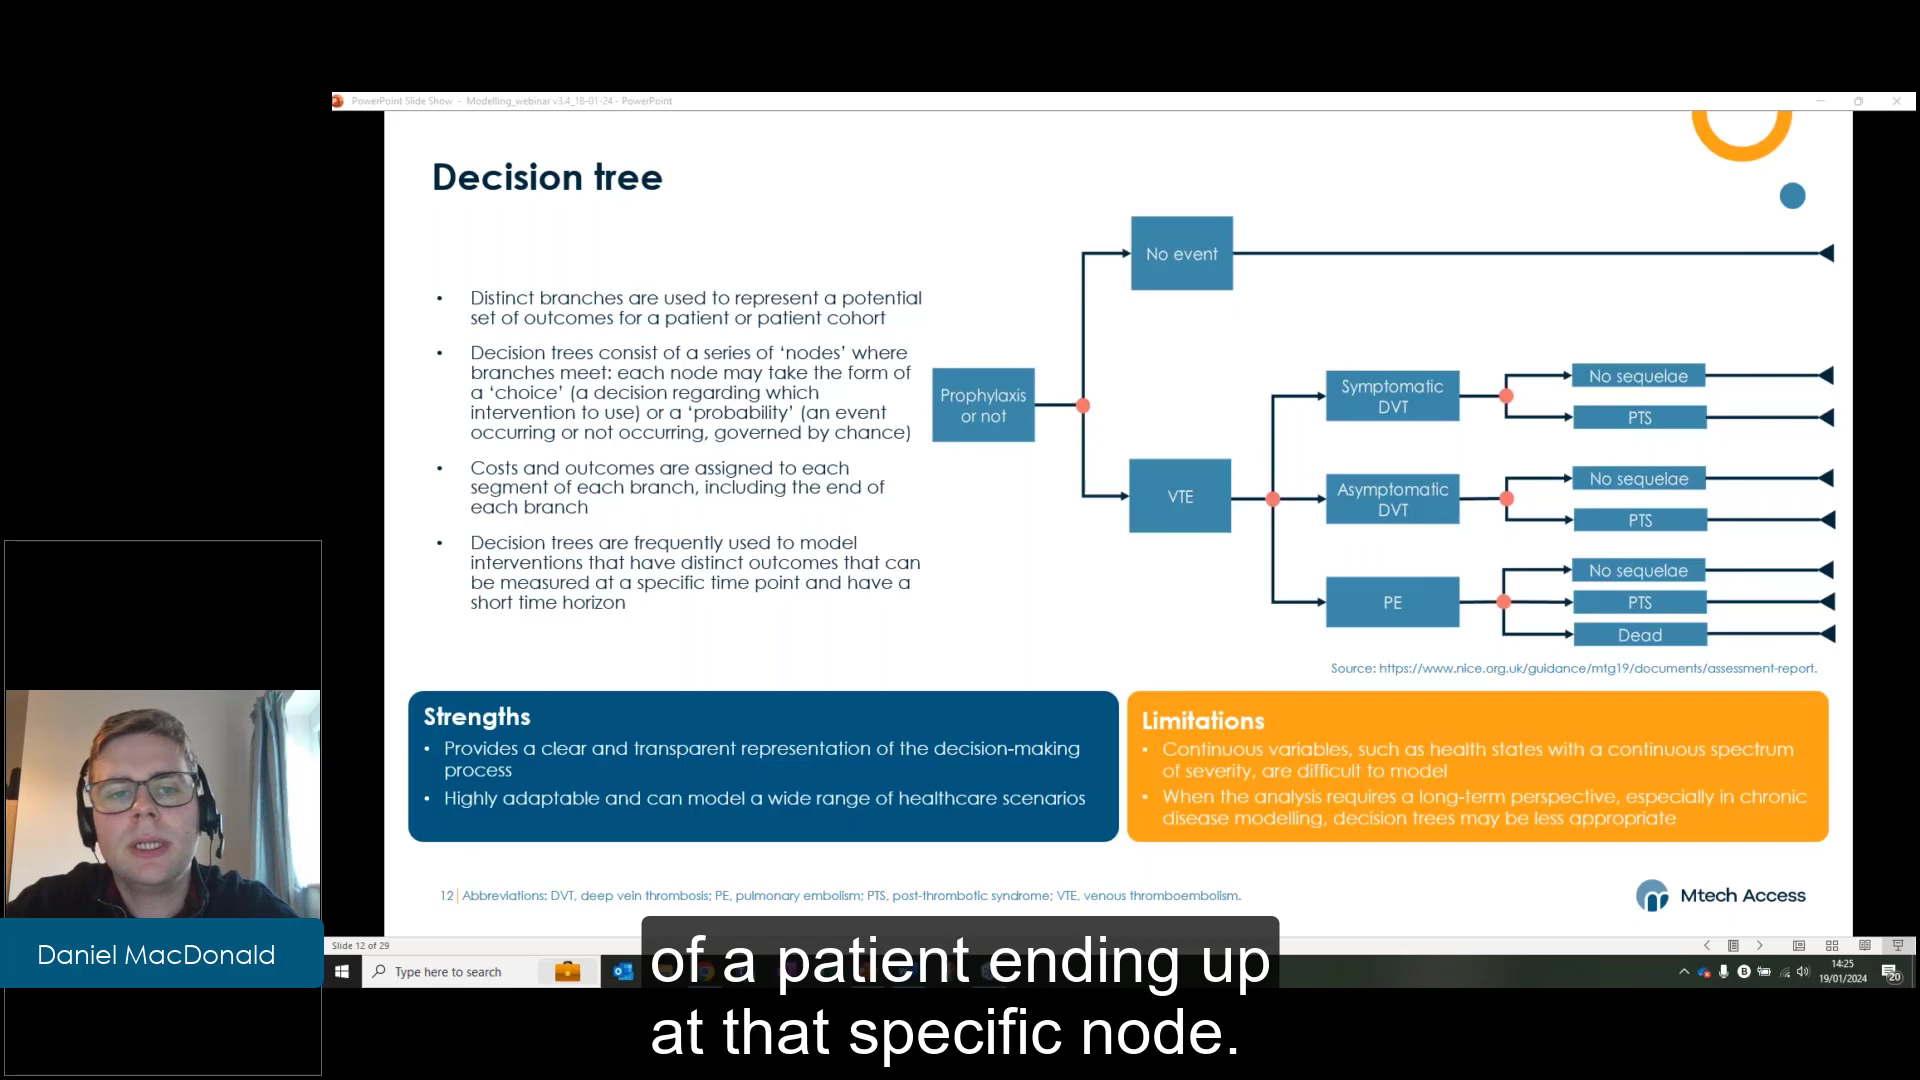 PowerPoint Slide Show - Modelling_webinar v3.4_18-01-24 - PowerPoint
Decision tree
• Distinct branches are used to represent a potential
set of outcomes for a patient or patient cohort
• Decision trees consist of a series of ‘nodes’ where
branches meet: each node may take the form of
a ‘choice’ (a decision regarding which
intervention to use) or a ‘probability’ (an event
occurring or not occurring, governed by chance)
• Costs and outcomes are assigned to each
segment of each branch, including the end of
each branch
• Decision trees are frequently used to model
interventions that have distinct outcomes that can
be measured at a specific time point and have a
short time horizon
Prophylaxis
or not
No event
VTE
Symptomatic
DVT
No sequelae
PTS
Asymptomatic
DVT
No sequelae
PTS
PE
No sequelae
PTS
Dead
Source: https://www.nice.org.uk/guidance/mtg19/documents/assessment-report.
Strengths
• Provides a clear and transparent representation of the decision-making
process
• Highly adaptable and can model a wide range of healthcare scenarios
Limitations
• Continuous variables, such as health states with a continuous spectrum
of severity, are difficult to model
• When the analysis requires a long-term perspective, especially in chronic
disease modelling, decision trees may be less appropriate
12 Abbreviations: DVT, deep vein thrombosis; PE, pulmonary embolism; PTS, post-thrombotic syndrome; VTE, venous thromboembolism.
Mtech Access
Daniel MacDonald
Slide 12 of 29
Type here to search
14:25
19/01/2024
20
of a patient ending up
at that specific node.